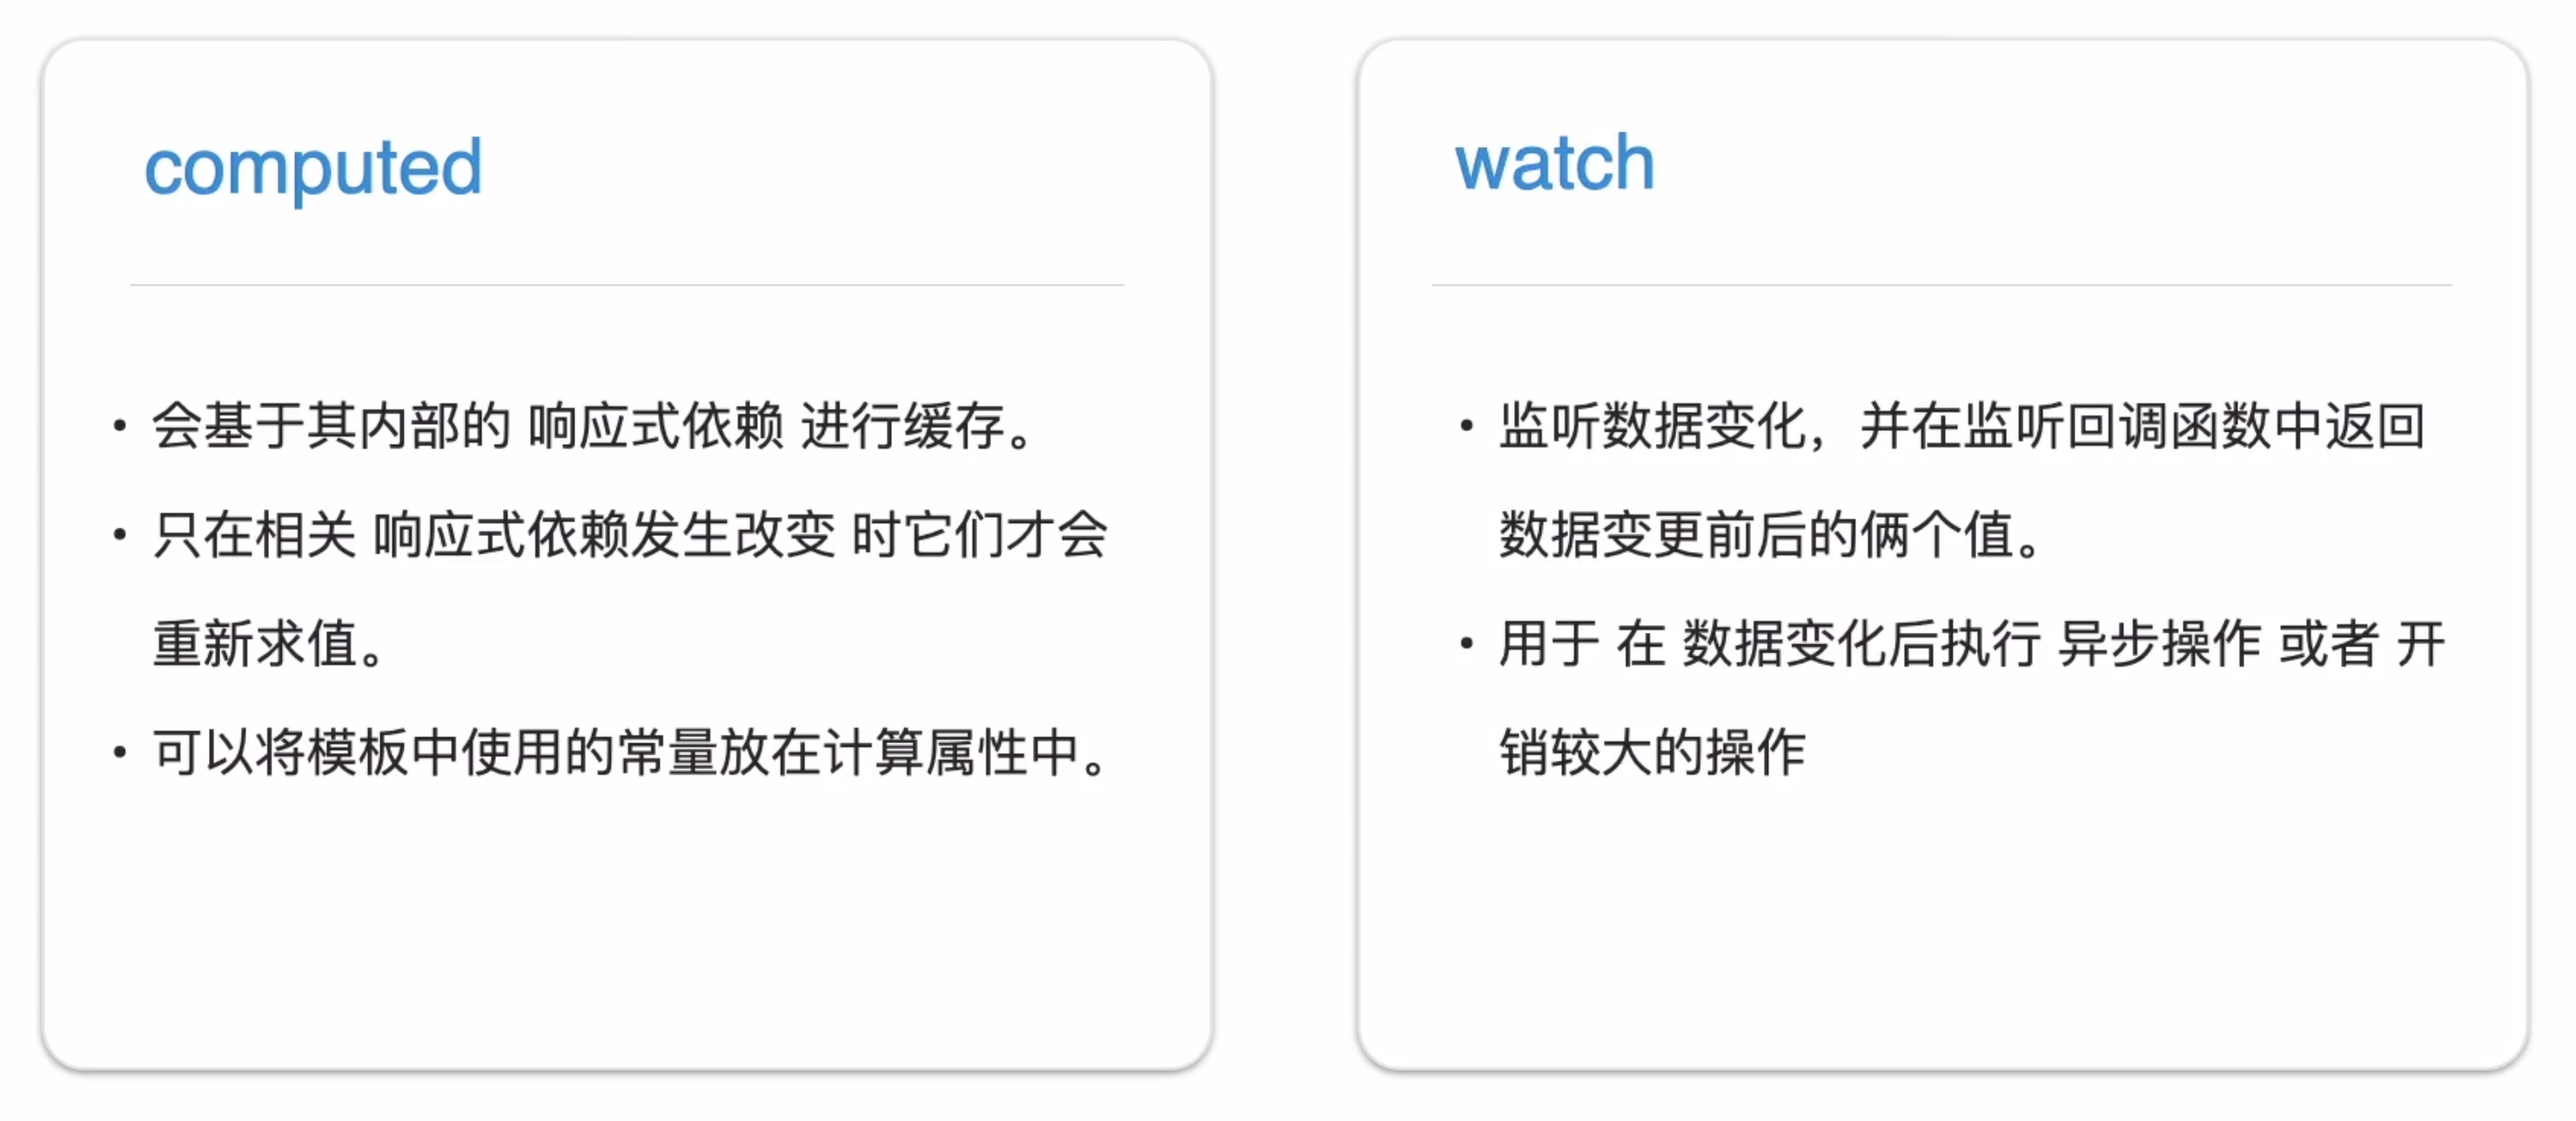 computed
• 会基于其内部的 响应式依赖 进行缓存。
• 只在相关 响应式依赖发生改变 时它们才会
重新求值。
• 可以将模板中使用的常量放在计算属性中。
watch
• 监听数据变化，并在监听回调函数中返回
数据变更前后的俩个值。
• 用于 在 数据变化后执行 异步操作 或者 开
销较大的操作